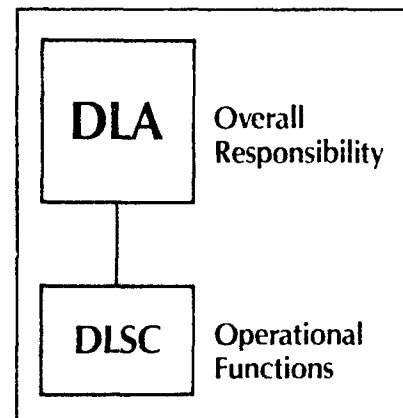 DLA
Overall
Responsibility
DLSC
Operational
Functions